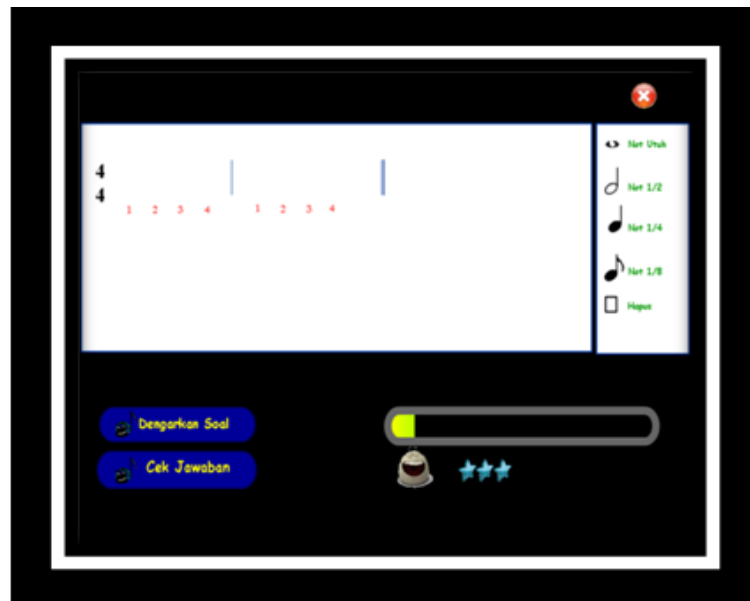 4
4
1 2 3 4 1 2 3 4
Not Utuh
Not 1/2
Not 1/4
Not 1/8
Hapus
Dengarkan Soal
Cek Jawaban